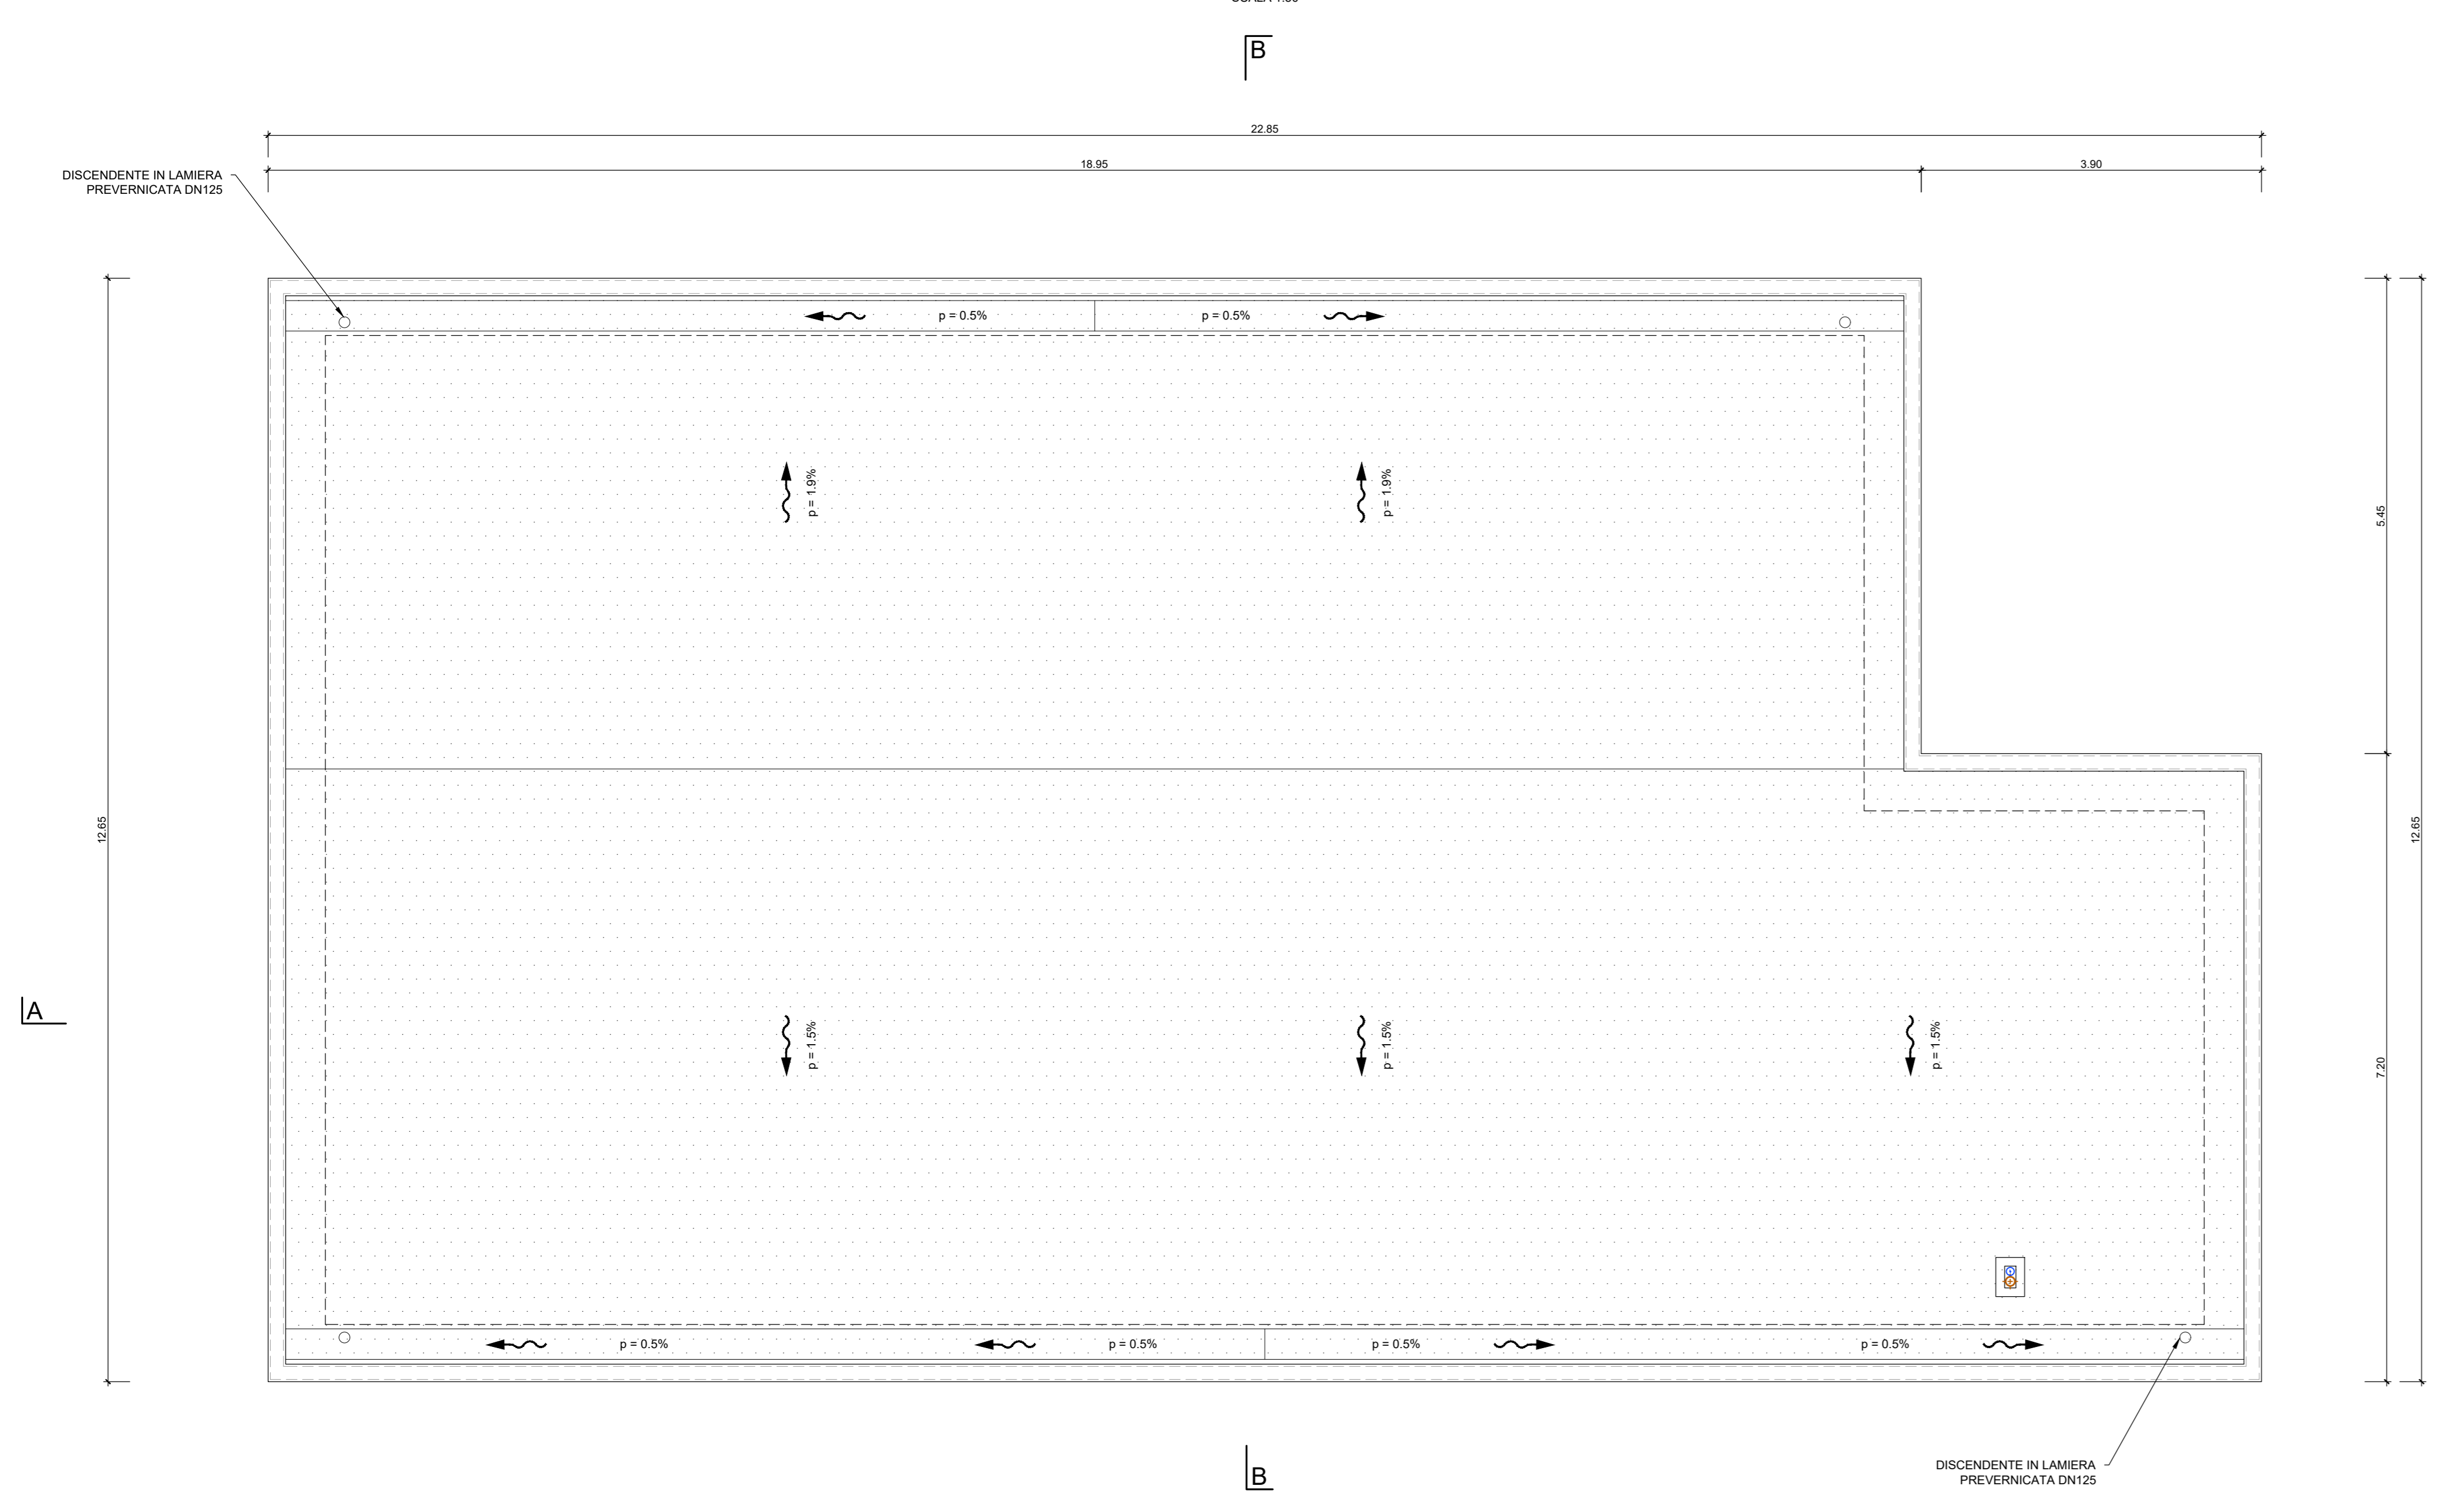 B
22.85
18.95
3.90
DISCENDENTE IN LAMIERA
PREVERNICATA DN125
p = 0.5%
p = 0.5%
p = 1.9%
p = 1.9%
5.45
12.65
12.65
A
p = 1.5%
p = 1.5%
p = 1.5%
7.20
p = 0.5%
p = 0.5%
p = 0.5%
p = 0.5%
B
DISCENDENTE IN LAMIERA
PREVERNICATA DN125